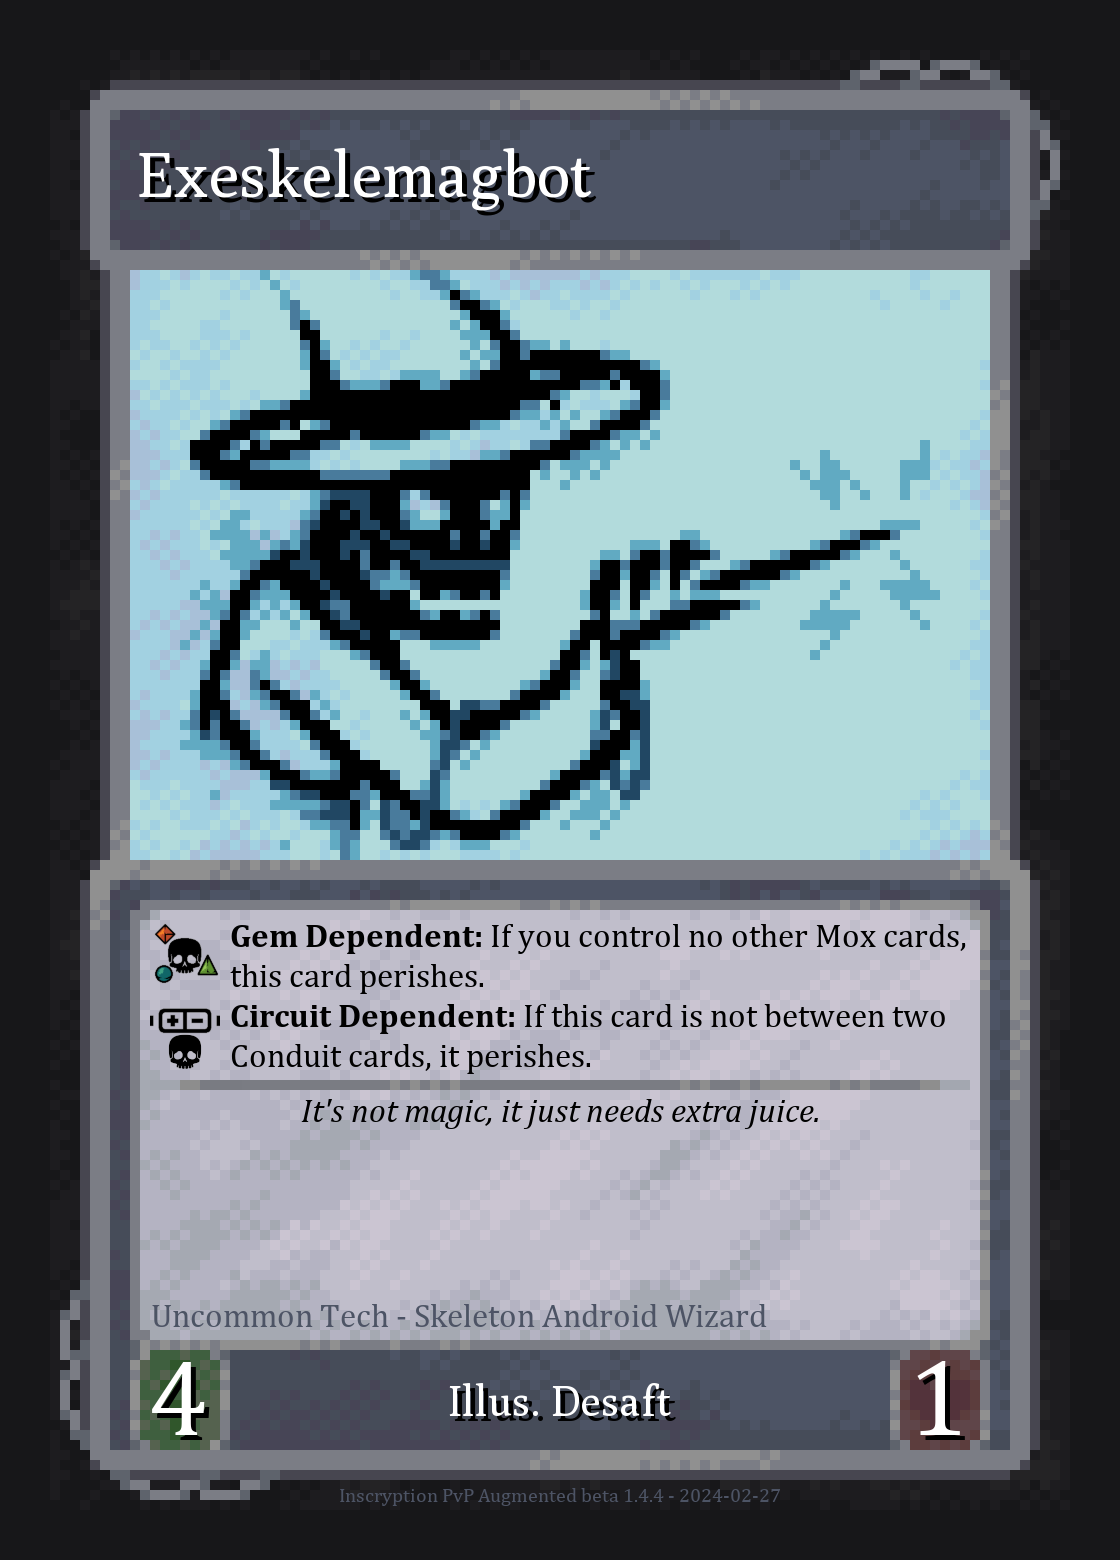 Exeskelemagbot
Gem Dependent: If you control no other Mox cards,
this card perishes.
Circuit Dependent: If this card is not between two
Conduit cards, it perishes.
It's not magic, it just needs extra juice.
Uncommon Tech - Skeleton Android Wizard
4
Illus. Desaft
1
Inscryption PvP Augmented beta 1.4.4 - 2024-02-27